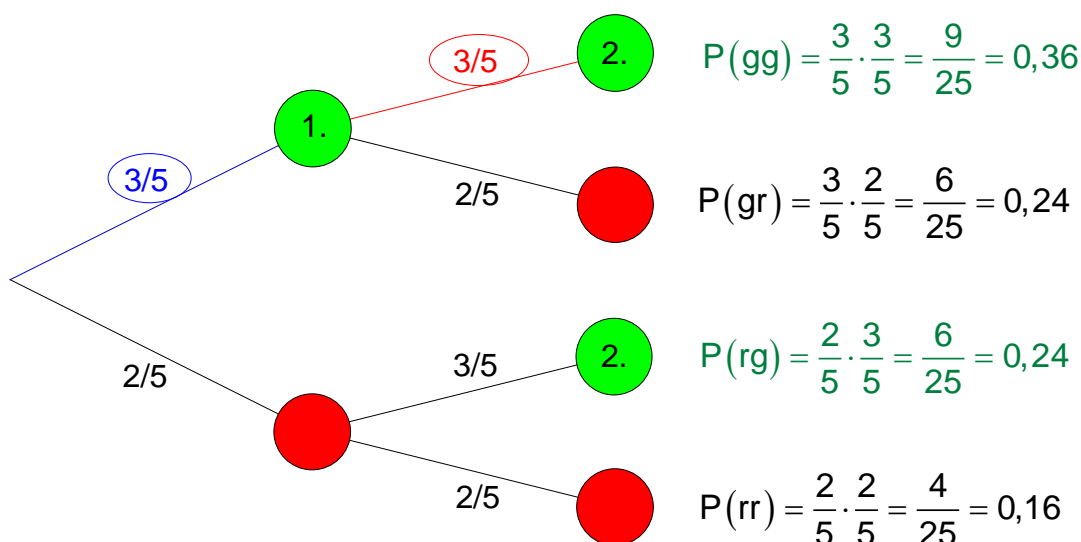 3/5
2.
P(gg) = 3/5 · 3/5 = 9/25 = 0,36
1.
3/5
2/5
P(gr) = 3/5 · 2/5 = 6/25 = 0,24
2/5
3/5
2.
P(rg) = 2/5 · 3/5 = 6/25 = 0,24
2/5
P(rr) = 2/5 · 2/5 = 4/25 = 0,16